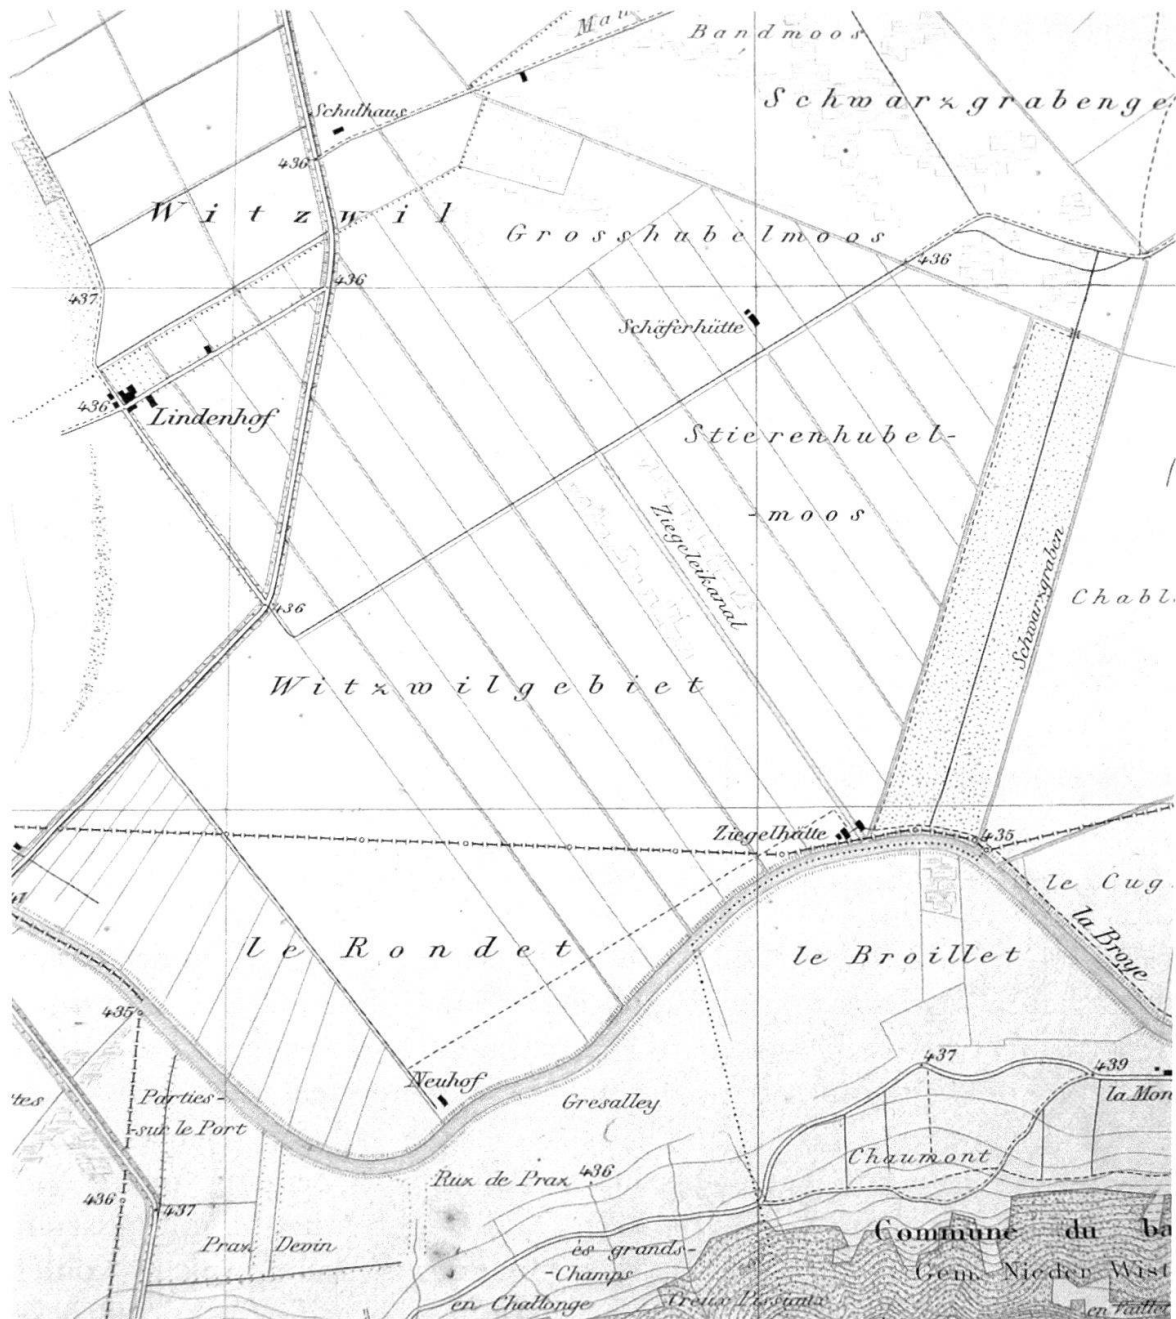 Bandmoos
Schwarzgrabenge
Schulhaus
436
Witzwil
Grosshubelmoos
436
436
437
Schäferhütte
436
Lindenhof
Stierenhubel-
-moos
Ziegeleikanal
Schwarzgraben
Chabl
436
Witzwilgebiet
Ziegelhütte
435
le Cug
le Rondet
le Broillet
la Broye
435
437
439
Neuhof
Gresalley
la Mon
Parties-
-sur le Port
Chaumont
436
Rüx de Prax
436
437
Prax Devin
Commune du ba
ès grands-
-Champs
Gem. Nieder Wist
en Challonge
Creux Pissiaux